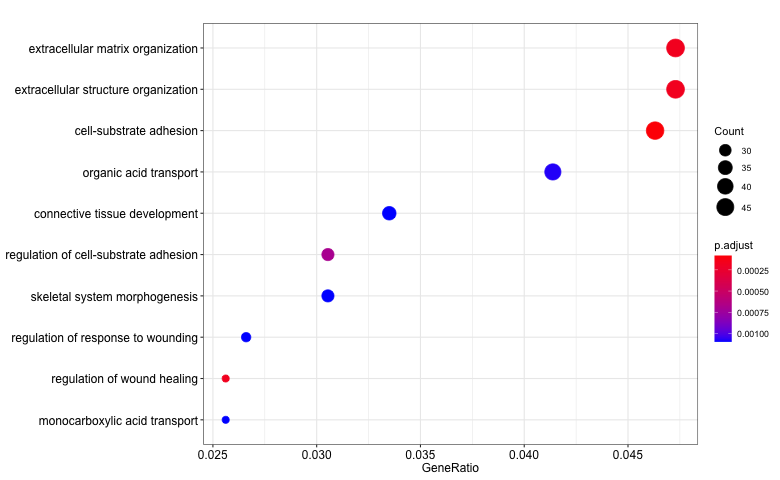 extracellular matrix organization
extracellular structure organization
cell-substrate adhesion
organic acid transport
connective tissue development
regulation of cell-substrate adhesion
skeletal system morphogenesis
regulation of response to wounding
regulation of wound healing
monocarboxylic acid transport
0.025 0.030 0.035 0.040 0.045
GeneRatio
Count
30
35
40
45
p.adjust
0.00025
0.00050
0.00075
0.00100